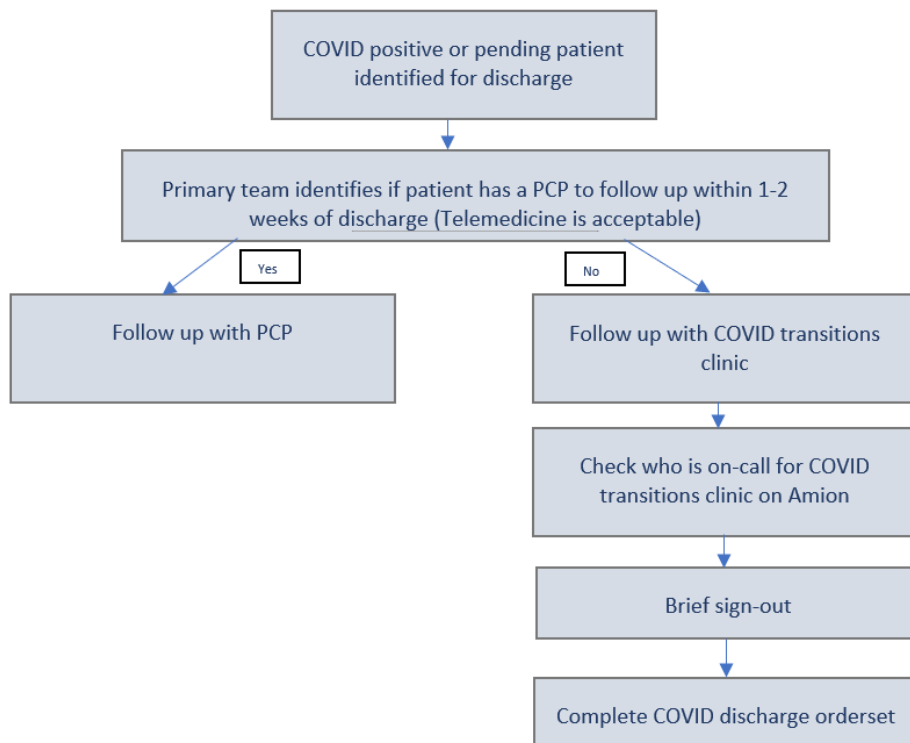 COVID positive or pending patient
identified for discharge
Primary team identifies if patient has a PCP to follow up within 1-2
weeks of discharge (Telemedicine is acceptable)
Yes
No
Follow up with PCP
Follow up with COVID transitions
clinic
Check who is on-call for COVID
transitions clinic on Amion
Brief sign-out
Complete COVID discharge orderset